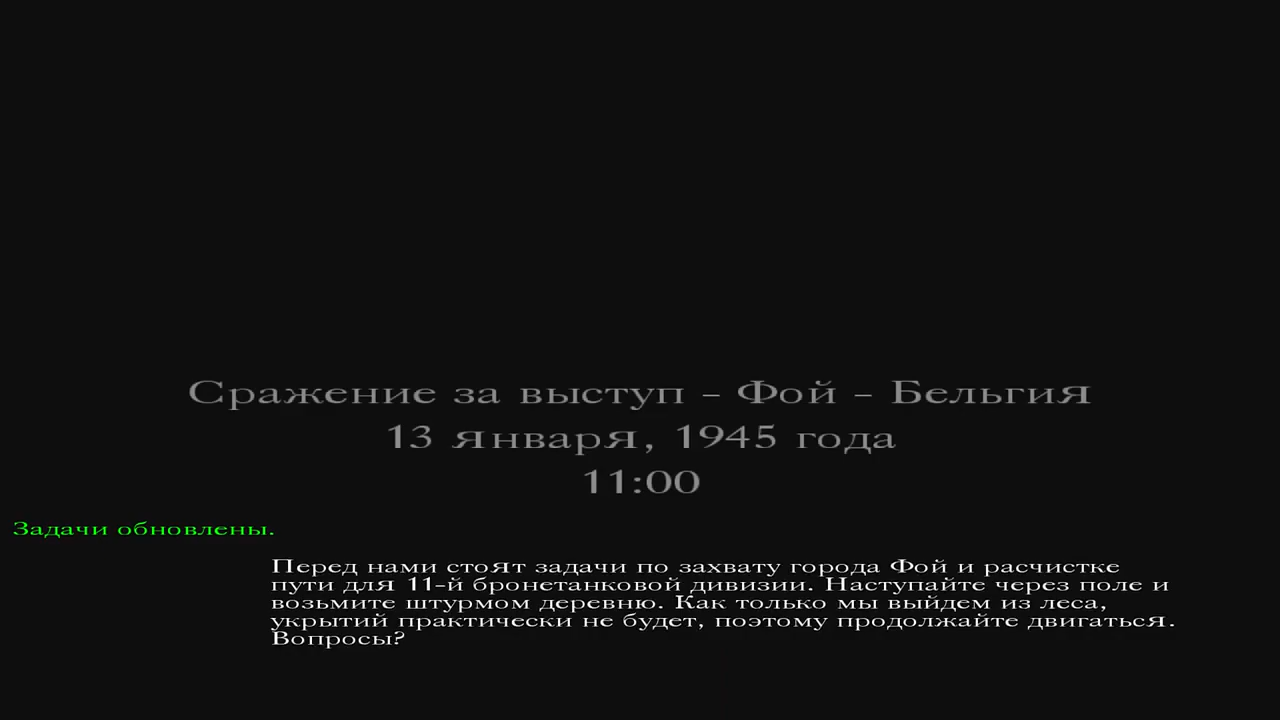 Сражение за выступ - Фой - Бельгия
13 января, 1945 года
11:00
Задачи обновлены.
Перед нами стоят задачи по захвату города Фой и расчистке
пути для 11-й бронетанковой дивизии. Наступайте через поле и
возьмите штурмом деревню. Как только мы выйдем из леса,
укрытий практически не будет, поэтому продолжайте двигаться.
Вопросы?